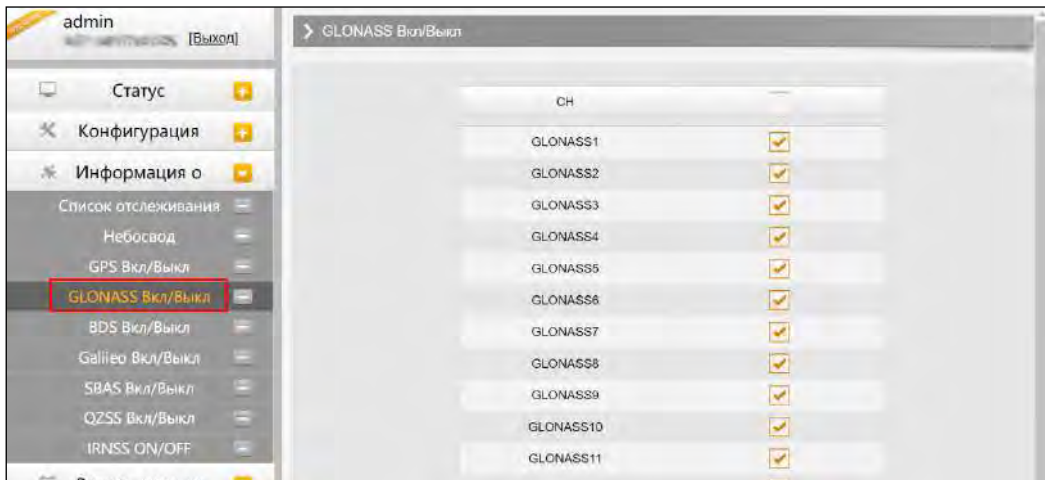 admin
[Выход]
Статус
Конфигурация
Информация о
Список отслеживания
Небосвод
GPS Вкл/Выкл
GLONASS Вкл/Выкл
BDS Вкл/Выкл
Galileo Вкл/Выкл
SBAS Вкл/Выкл
QZSS Вкл/Выкл
IRNSS ON/OFF
GLONASS Вкл/Выкл
CH
GLONASS1
GLONASS2
GLONASS3
GLONASS4
GLONASS5
GLONASS6
GLONASS7
GLONASS8
GLONASS9
GLONASS10
GLONASS11